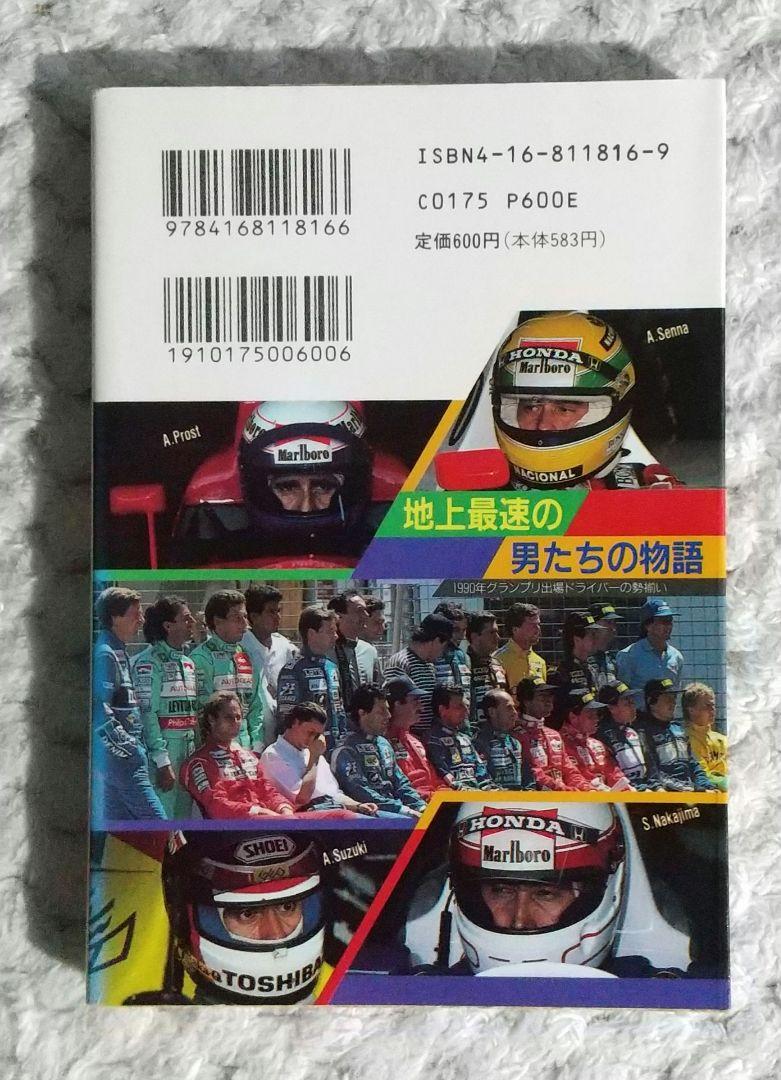 ISBN4-16-811816-9
C0175 P600E
定価600円(本体583円)
9784168118166
1910175006006
A.Senna
HONDA
Marlboro
NACIONAL
A.Prost
Marlboro
地上最速の
男たちの物語
1990年グランプリ出場ドライバーの勢揃い
AUTOGLASS
LEYTON
A.Suzuki
SHOEI
TOSHIBA
S.Nakajima
HONDA
Marlboro